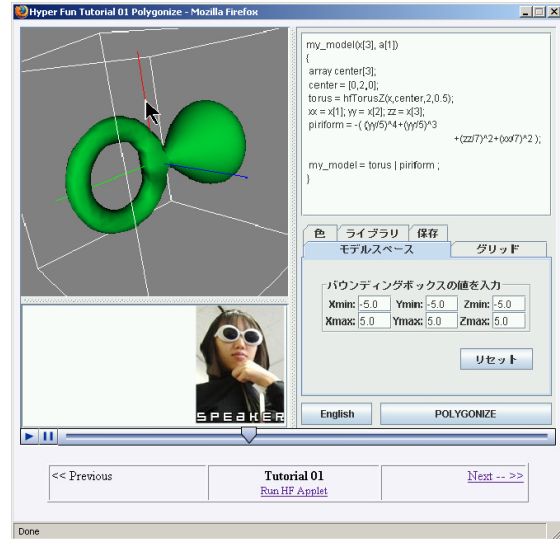 Hyper Fun Tutorial 01 Polygonize - Mozilla Firefox
my_model(x[3], a[1])
{
array center[3];
center = [0,2,0];
torus = hfTorusZ(x,center,2,0.5);
xx = x[1]; yy = x[2]; zz = x[3];
piriform = -( (yy/5)^4+(yy/5)^3
+(zz/7)^2+(xx/7)^2 );
my_model = torus | piriform ;
}
色 ライブラリ 保存
モデルスペース グリッド
バウンディングボックスの値を入力
Xmin: -5.0 Ymin: -5.0 Zmin: -5.0
Xmax: 5.0 Ymax: 5.0 Zmax: 5.0
リセット
SPEAKER
English POLYGONIZE
<< Previous Tutorial 01 Next -- >>
Run HF Applet
Done